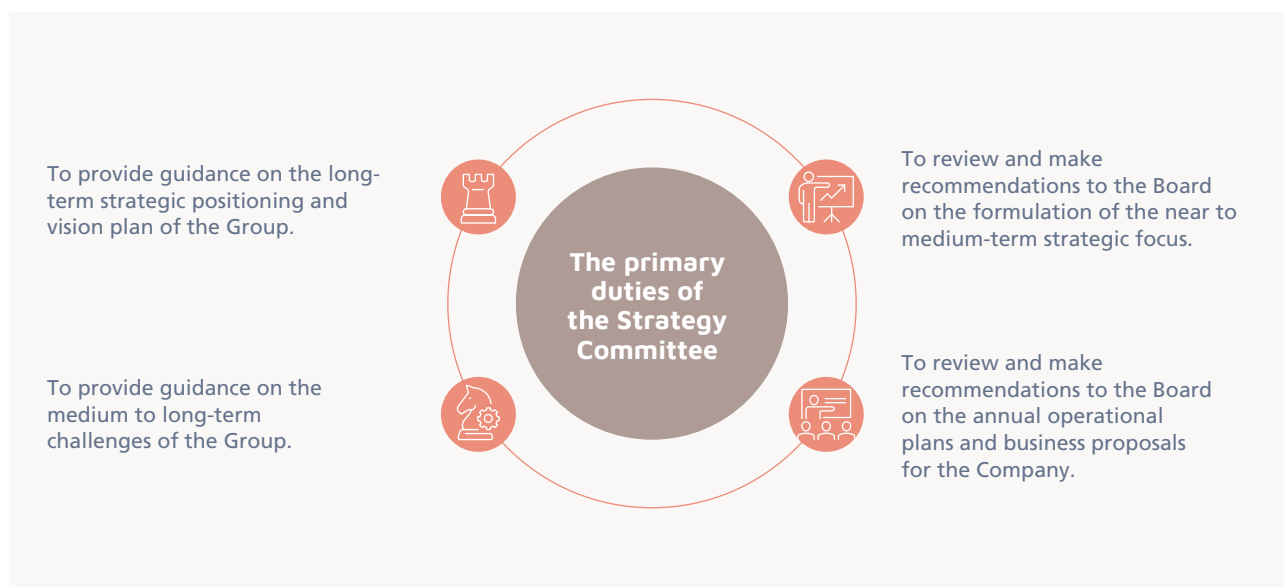 To provide guidance on the long-
term strategic positioning and
vision plan of the Group.
To provide guidance on the
medium to long-term
challenges of the Group.
The primary
duties of
the Strategy
Committee
To review and make
recommendations to the Board
on the formulation of the near to
medium-term strategic focus.
To review and make
recommendations to the Board
on the annual operational
plans and business proposals
for the Company.